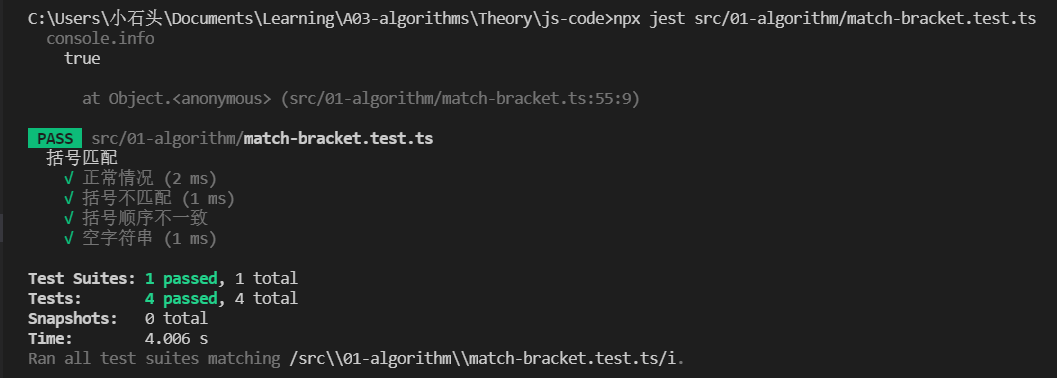 C:\Users\小石头\Documents\Learning\A03-algorithms\Theory\js-code>npx jest src/01-algorithm/match-bracket.test.ts
console.info
true
at Object.<anonymous> (src/01-algorithm/match-bracket.ts:55:9)
PASS src/01-algorithm/match-bracket.test.ts
括号匹配
√ 正常情况 (2 ms)
√ 括号不匹配 (1 ms)
√ 括号顺序不一致
√ 空字符串 (1 ms)
Test Suites: 1 passed, 1 total
Tests: 4 passed, 4 total
Snapshots: 0 total
Time: 4.006 s
Ran all test suites matching /src\\01-algorithm\\match-bracket.test.ts/i.